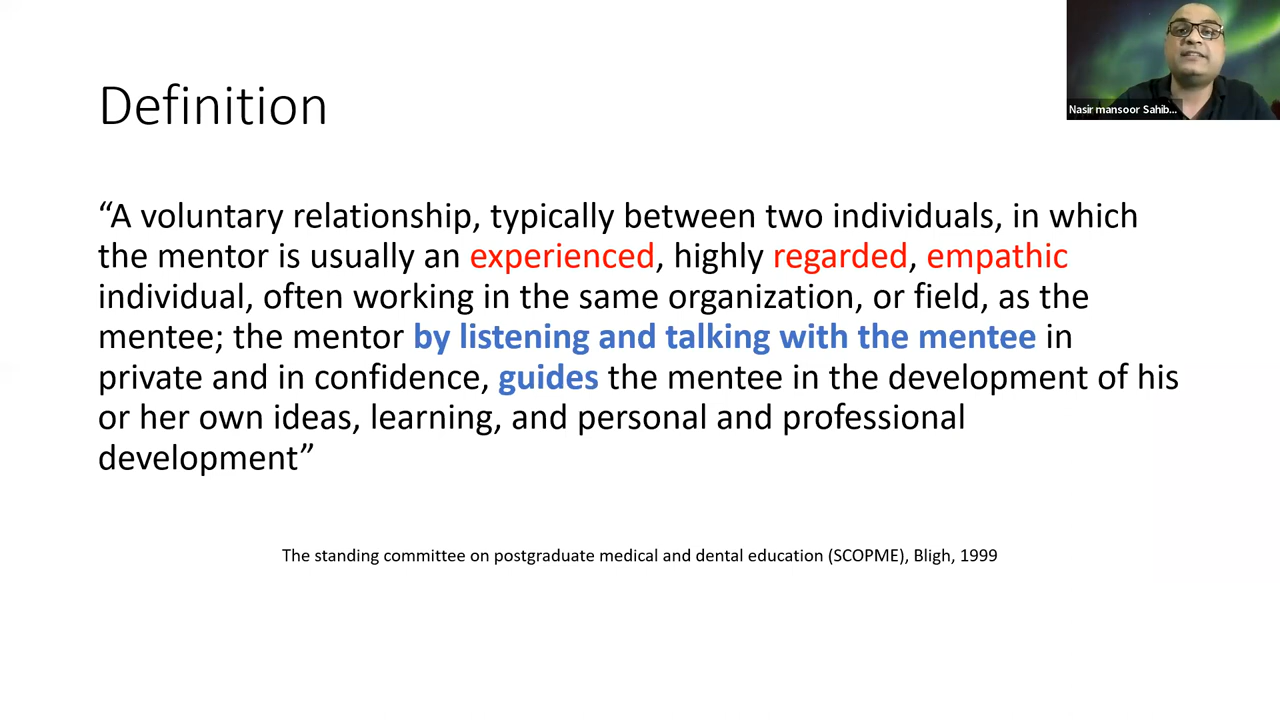 Definition
Nasir mansoor Sahib...
“A voluntary relationship, typically between two individuals, in which
the mentor is usually an experienced, highly regarded, empathic
individual, often working in the same organization, or field, as the
mentee; the mentor by listening and talking with the mentee in
private and in confidence, guides the mentee in the development of his
or her own ideas, learning, and personal and professional
development”
The standing committee on postgraduate medical and dental education (SCOPME), Bligh, 1999